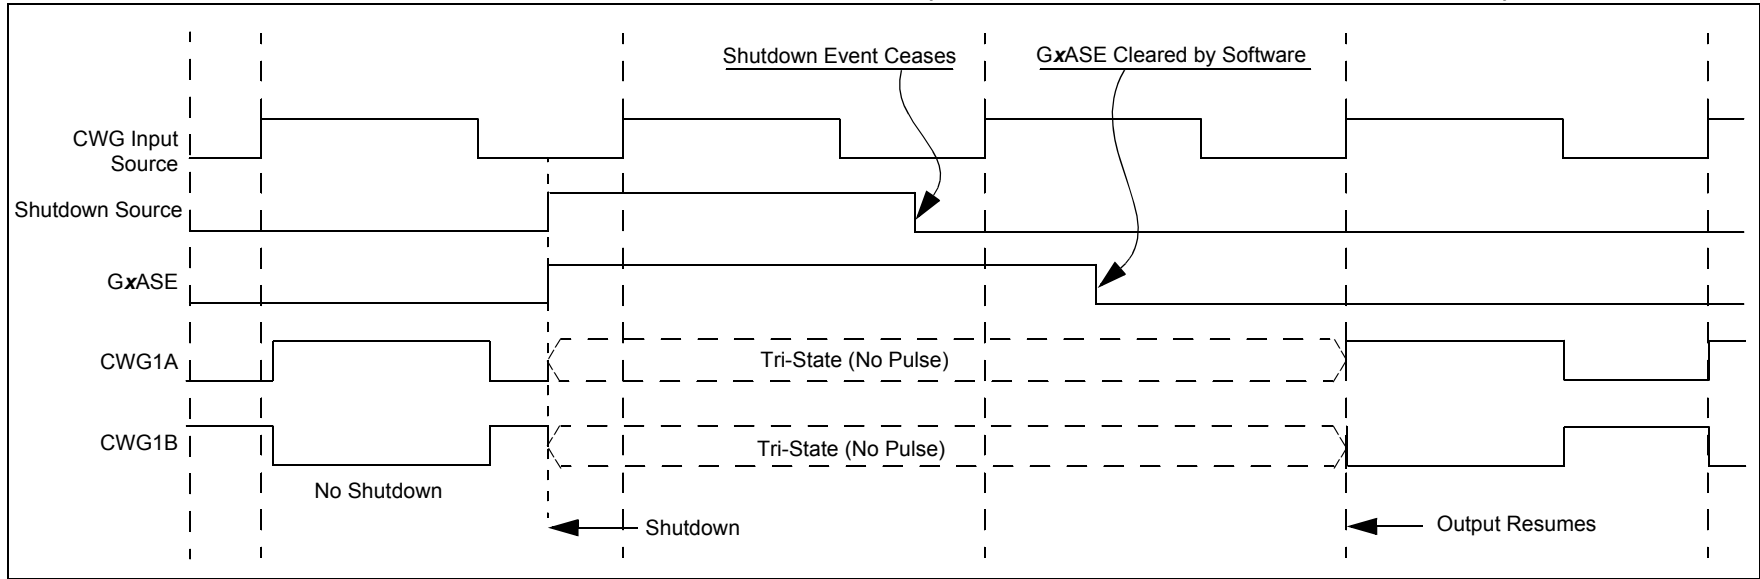 Shutdown Event Ceases
GxASE Cleared by Software
CWG Input
Source
Shutdown Source
GxASE
CWG1A
Tri-State (No Pulse)
CWG1B
Tri-State (No Pulse)
No Shutdown
Shutdown
Output Resumes